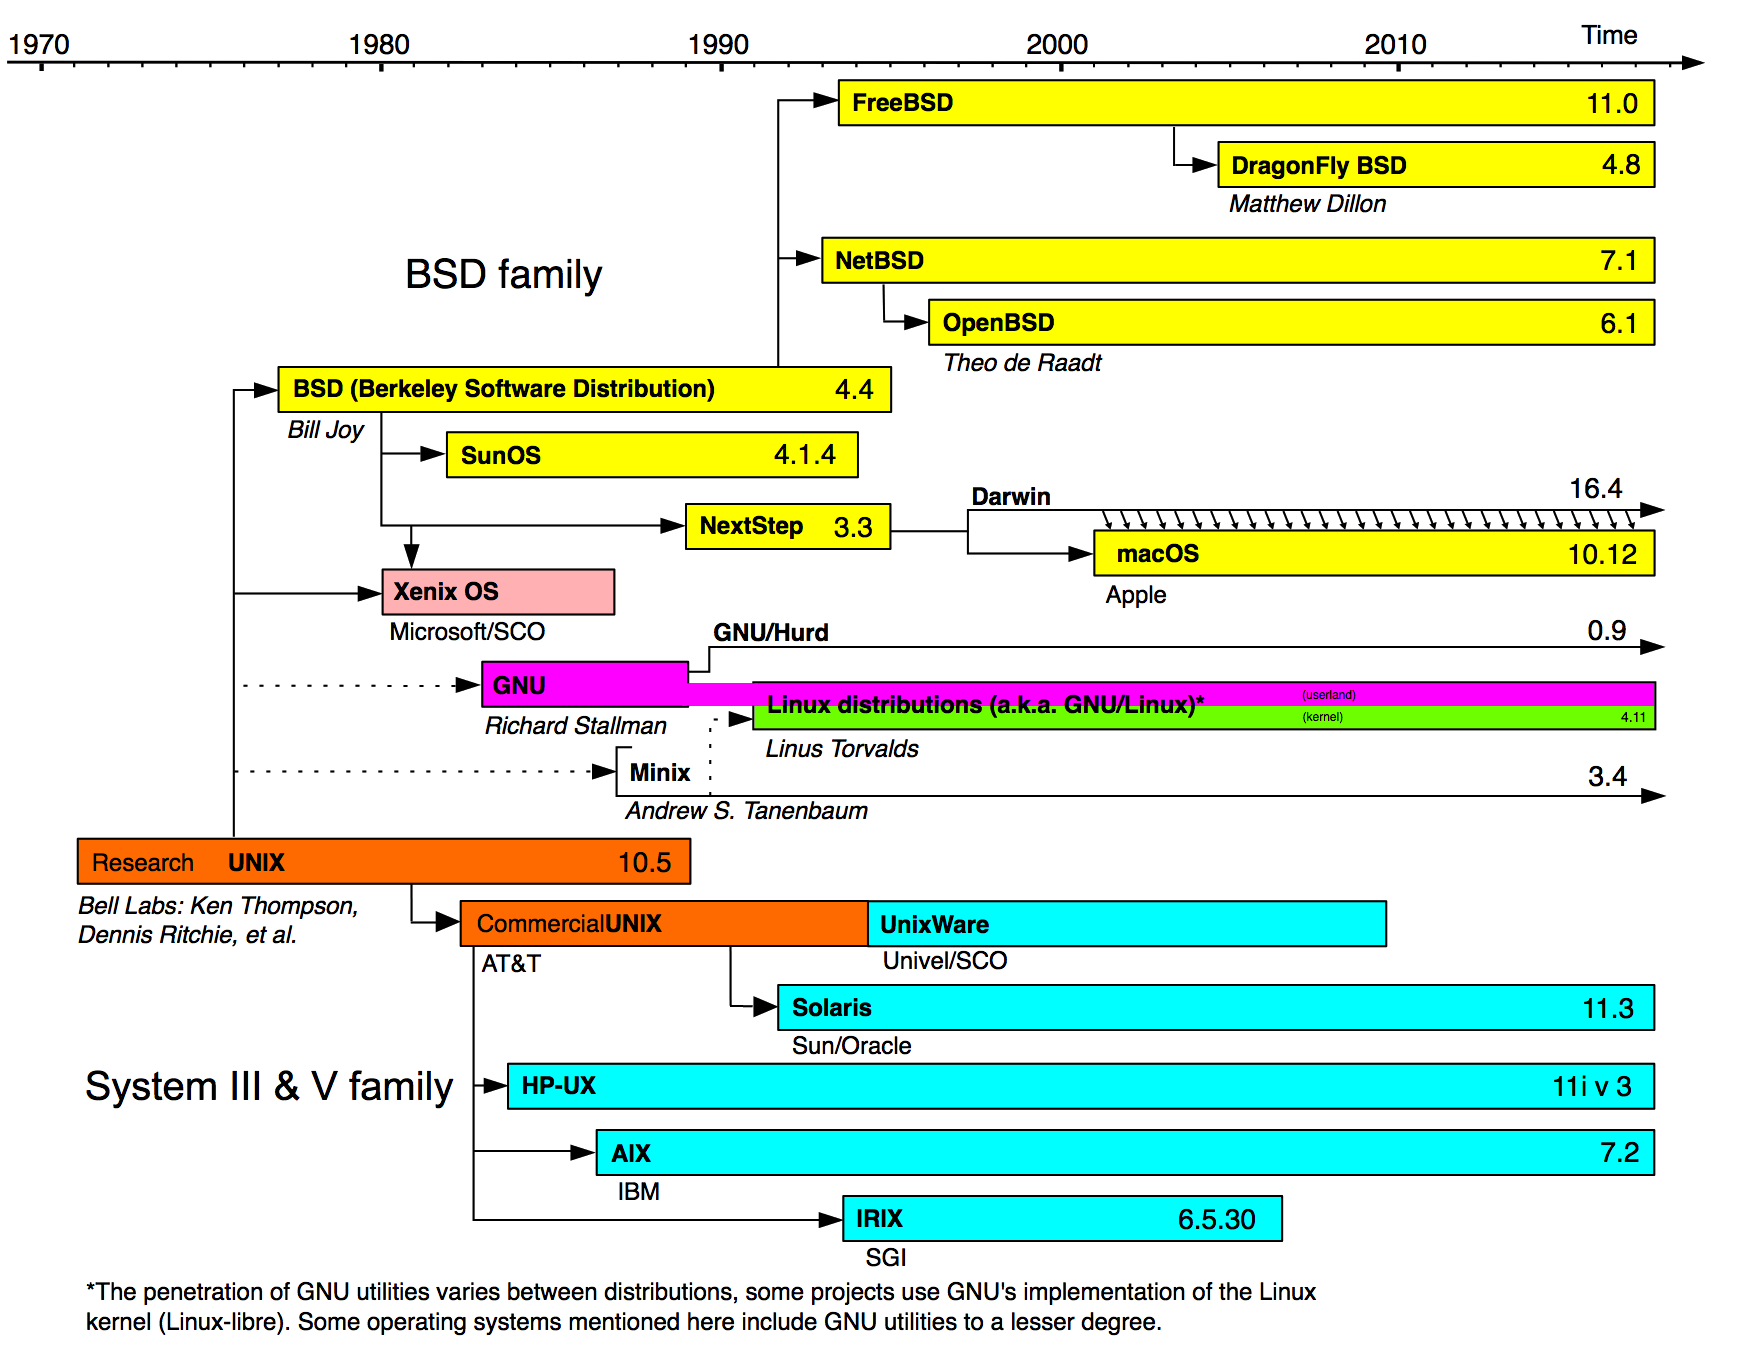 1970 1980 1990 2000 2010 Time
FreeBSD 11.0
DragonFly BSD 4.8
Matthew Dillon
BSD family
NetBSD 7.1
OpenBSD 6.1
Theo de Raadt
BSD (Berkeley Software Distribution) 4.4
Bill Joy
SunOS 4.1.4
Darwin 16.4
NextStep 3.3
macOS 10.12
Apple
Xenix OS
Microsoft/SCO
GNU/Hurd 0.9
GNU
Richard Stallman
Linux distributions (a.k.a. GNU/Linux)* (userland)
(kernel) 4.11
Linus Torvalds
Minix 3.4
Andrew S. Tanenbaum
Research UNIX 10.5
Bell Labs: Ken Thompson,
Dennis Ritchie, et al.
CommercialUNIX UnixWare
AT&T Univel/SCO
Solaris 11.3
Sun/Oracle
System III & V family
HP-UX 11i v 3
AIX 7.2
IBM
IRIX 6.5.30
SGI
*The penetration of GNU utilities varies between distributions, some projects use GNU's implementation of the Linux
kernel (Linux-libre). Some operating systems mentioned here include GNU utilities to a lesser degree.